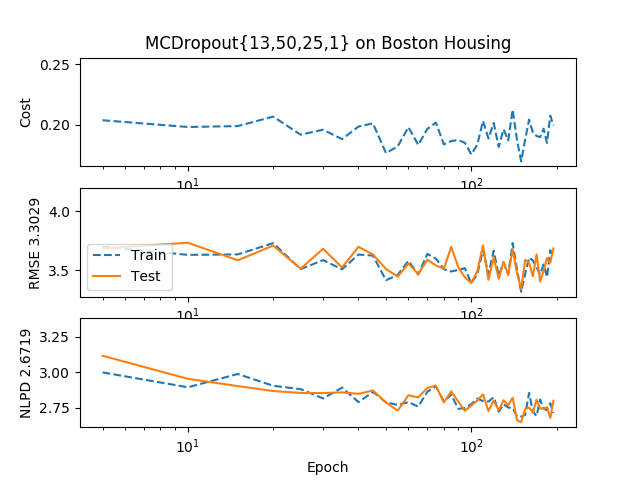 MCDropout{13,50,25,1} on Boston Housing
0.25
0.20
Cost
10¹ 10²
4.0
3.5
RMSE 3.3029
Train
Test
10¹ 10²
3.25
3.00
2.75
NLPD 2.6719
10¹ 10²
Epoch